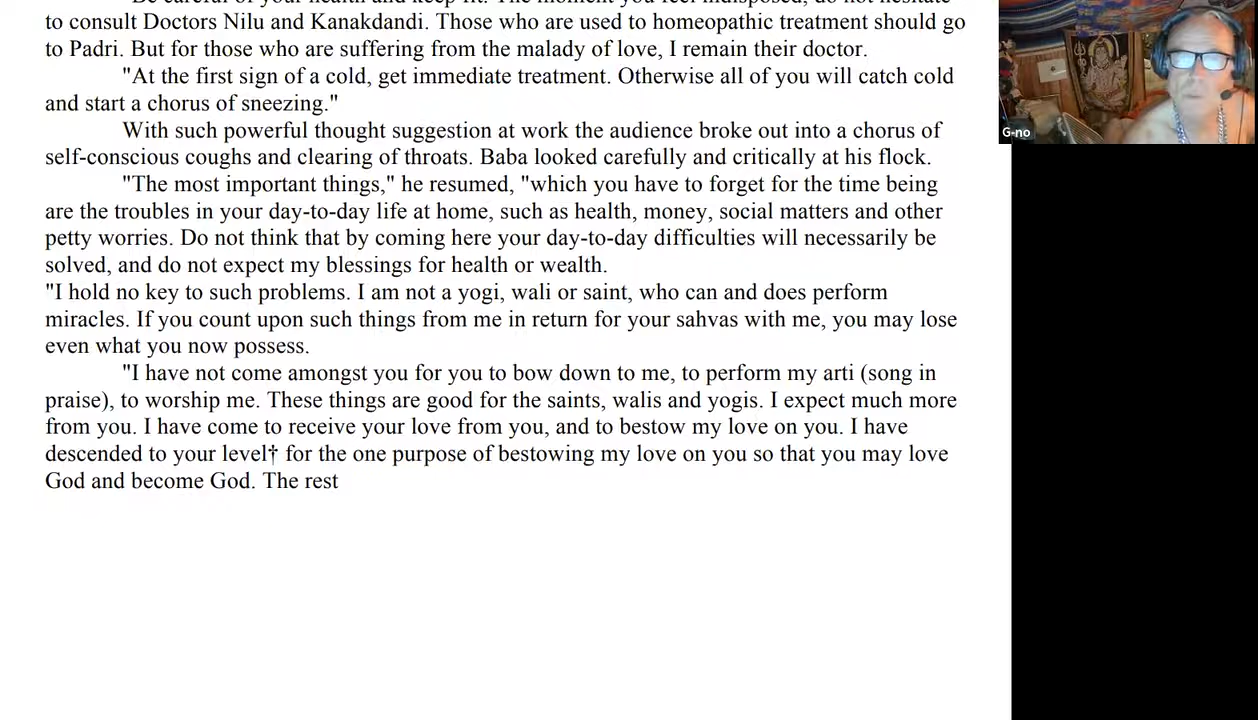 to consult Doctors Nilu and Kanakdandi. Those who are used to homeopathic treatment should go
to Padri. But for those who are suffering from the malady of love, I remain their doctor.
"At the first sign of a cold, get immediate treatment. Otherwise all of you will catch cold
and start a chorus of sneezing."
With such powerful thought suggestion at work the audience broke out into a chorus of
self-conscious coughs and clearing of throats. Baba looked carefully and critically at his flock.
"The most important things," he resumed, "which you have to forget for the time being
are the troubles in your day-to-day life at home, such as health, money, social matters and other
petty worries. Do not think that by coming here your day-to-day difficulties will necessarily be
solved, and do not expect my blessings for health or wealth.
"I hold no key to such problems. I am not a yogi, wali or saint, who can and does perform
miracles. If you count upon such things from me in return for your sahvas with me, you may lose
even what you now possess.
"I have not come amongst you for you to bow down to me, to perform my arti (song in
praise), to worship me. These things are good for the saints, walis and yogis. I expect much more
from you. I have come to receive your love from you, and to bestow my love on you. I have
descended to your level† for the one purpose of bestowing my love on you so that you may love
God and become God. The rest
G-no